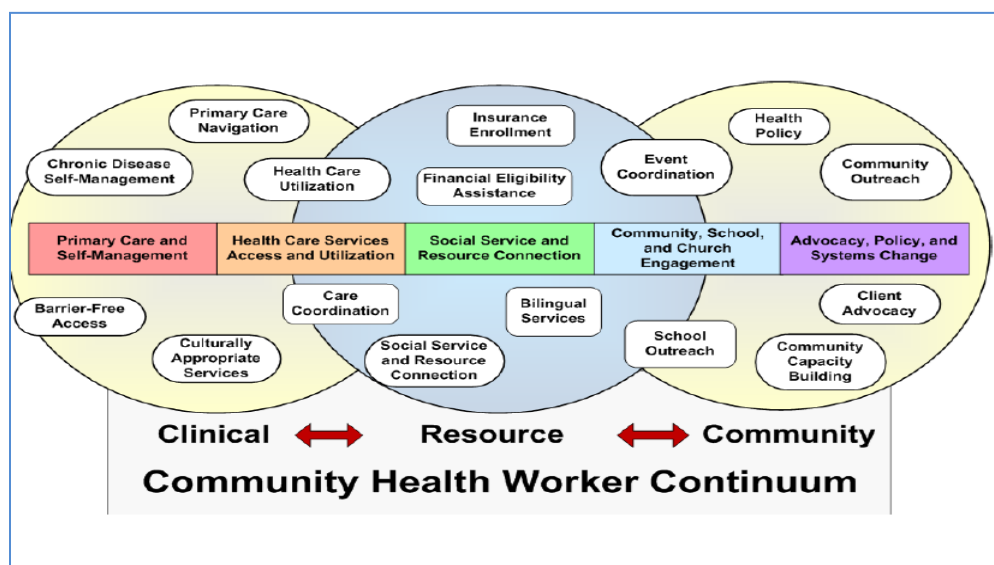 Primary Care
Navigation
Insurance
Enrollment
Health
Policy
Chronic Disease
Self-Management
Health Care
Utilization
Financial Eligibility
Assistance
Event
Coordination
Community
Outreach
Primary Care and
Self-Management
Health Care Services
Access and Utilization
Social Service and
Resource Connection
Community, School,
and Church
Engagement
Advocacy, Policy, and
Systems Change
Barrier-Free
Access
Care
Coordination
Bilingual
Services
Client
Advocacy
Culturally
Appropriate
Services
Social Service
and Resource
Connection
School
Outreach
Community
Capacity
Building
Clinical
Resource
Community
Community Health Worker Continuum